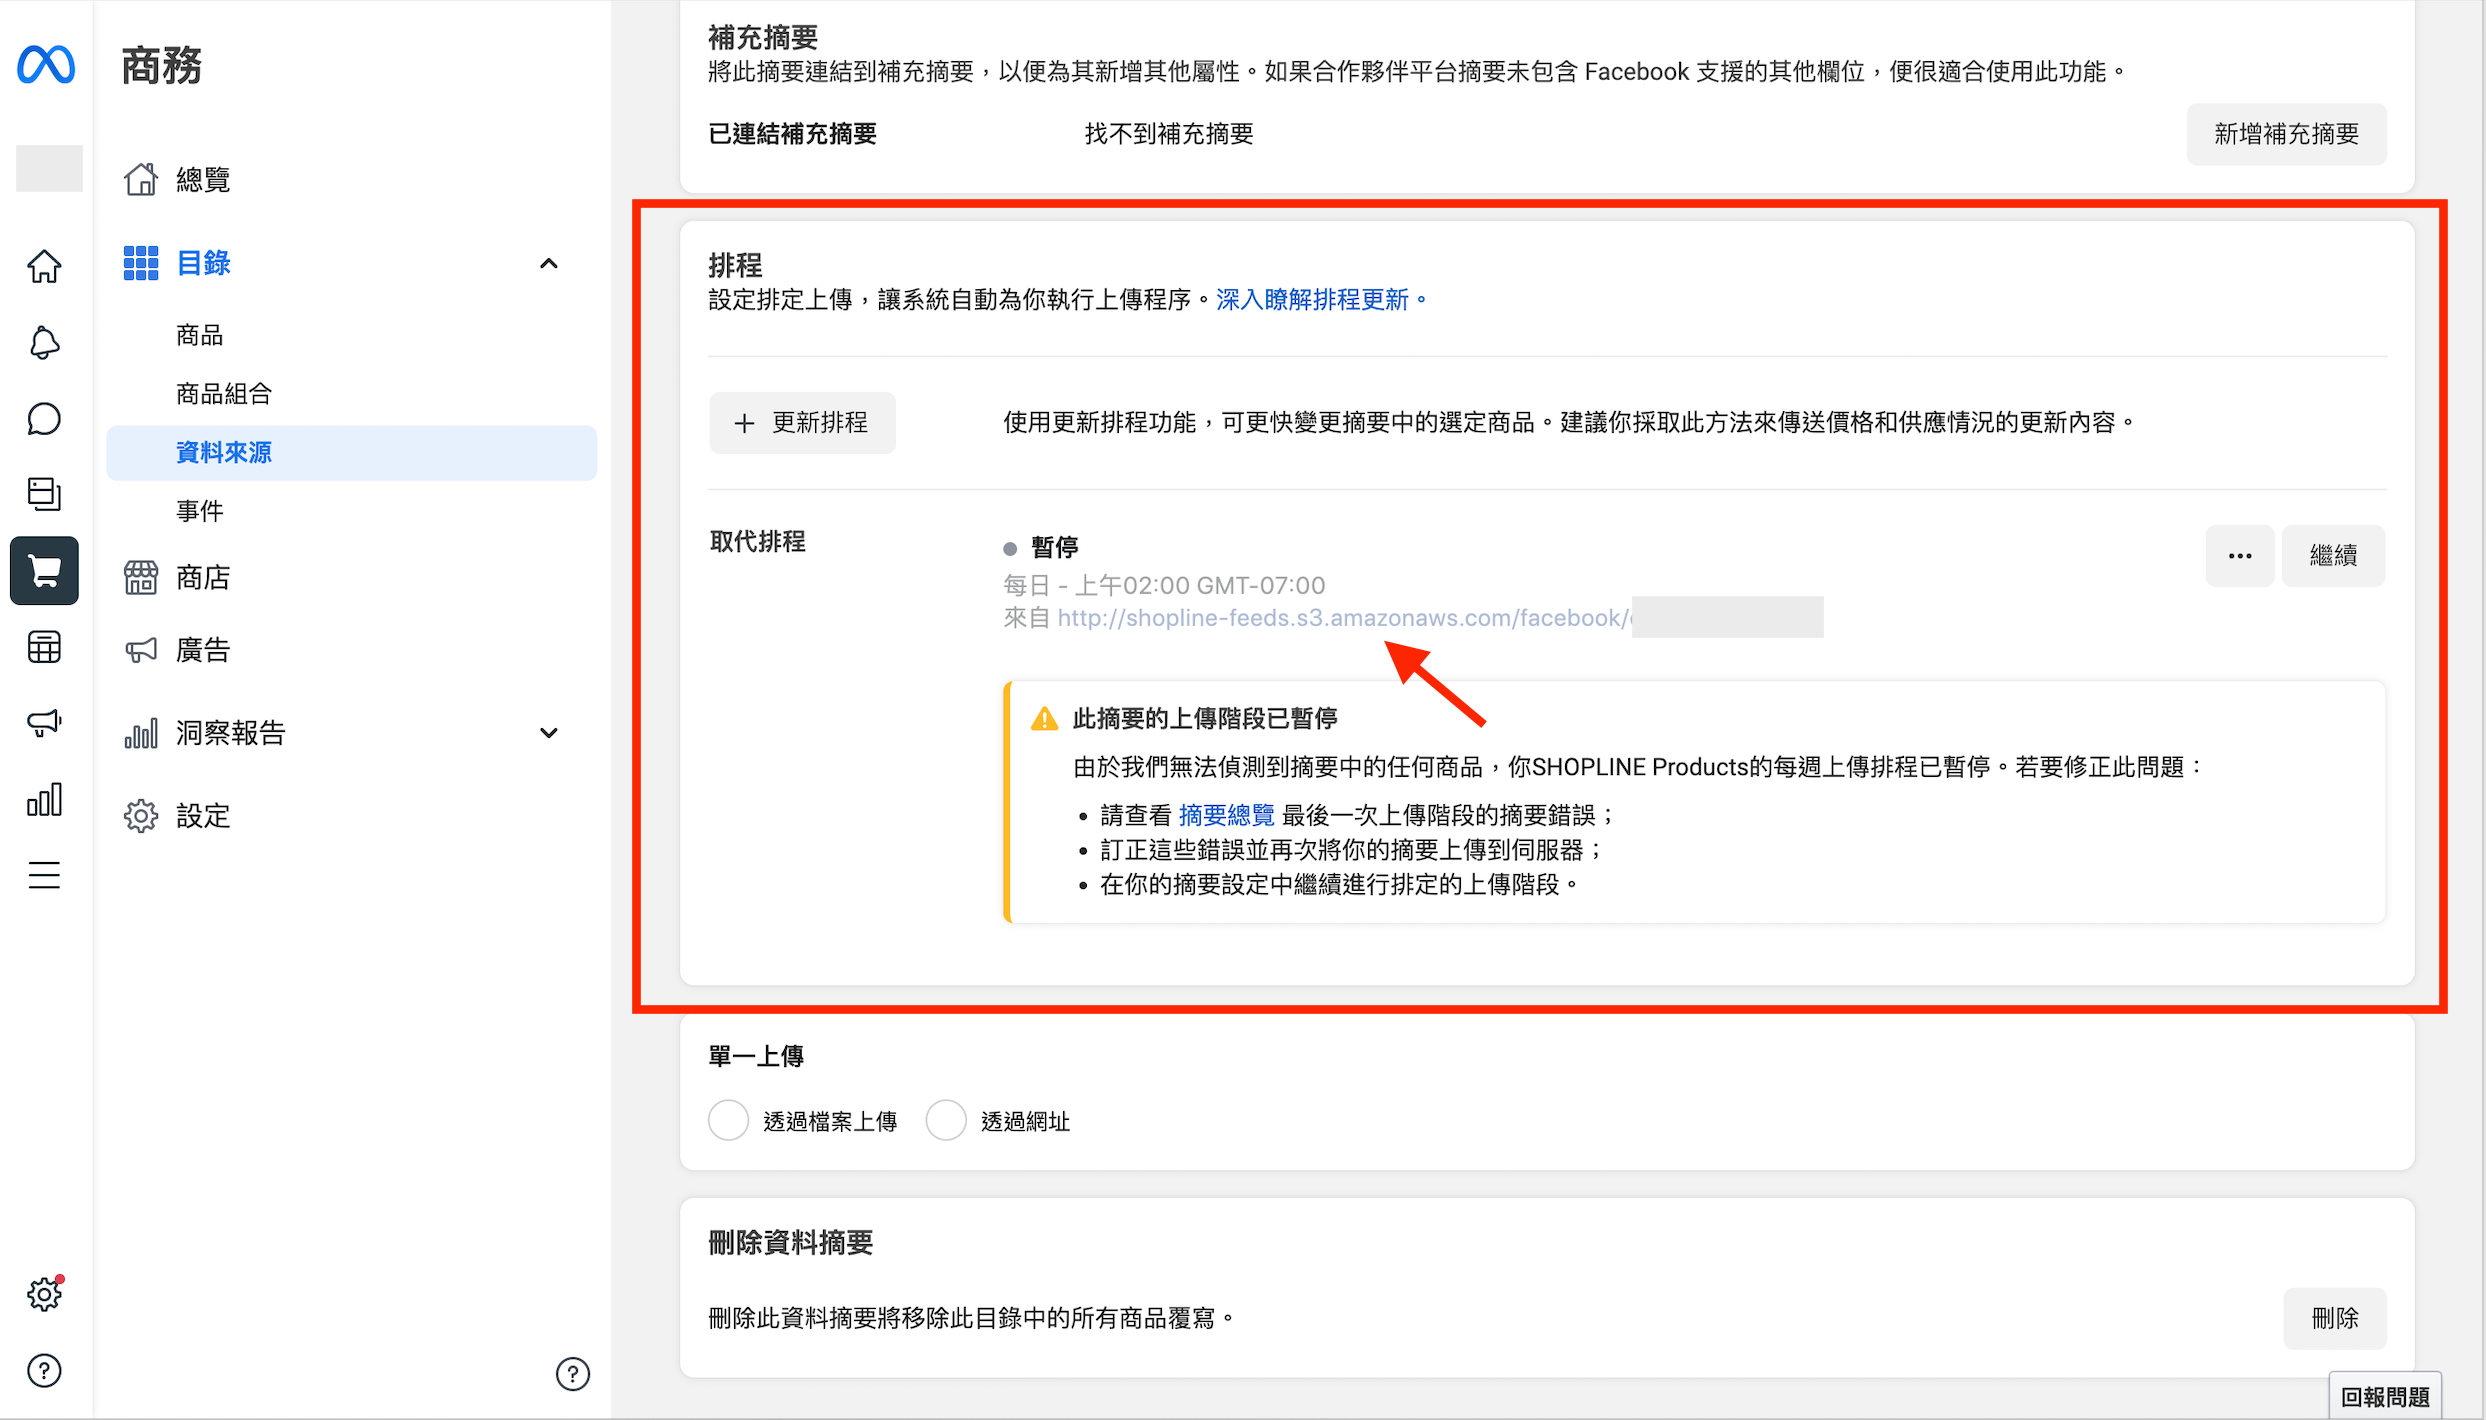 商務
總覽
目錄
商品
商品組合
資料來源
事件
商店
廣告
洞察報告
設定
補充摘要
將此摘要連結到補充摘要，以便為其新增其他屬性。如果合作夥伴平台摘要未包含 Facebook 支援的其他欄位，便很適合使用此功能。
已連結補充摘要 找不到補充摘要 新增補充摘要
排程
設定排定上傳，讓系統自動為你執行上傳程序。深入瞭解排程更新。
+ 更新排程 使用更新排程功能，可更快變更摘要中的選定商品。建議你採取此方法來傳送價格和供應情況的更新內容。
取代排程 暫停 ... 繼續
每日 - 上午02:00 GMT-07:00
來自 http://shopline-feeds.s3.amazonaws.com/facebook/
此摘要的上傳階段已暫停
由於我們無法偵測到摘要中的任何商品，你SHOPLINE Products的每週上傳排程已暫停。若要修正此問題：
• 請查看 摘要總覽 最後一次上傳階段的摘要錯誤；
• 訂正這些錯誤並再次將你的摘要上傳到伺服器；
• 在你的摘要設定中繼續進行排定的上傳階段。
單一上傳
透過檔案上傳 透過網址
刪除資料摘要
刪除此資料摘要將移除此目錄中的所有商品覆寫。 刪除
回報問題